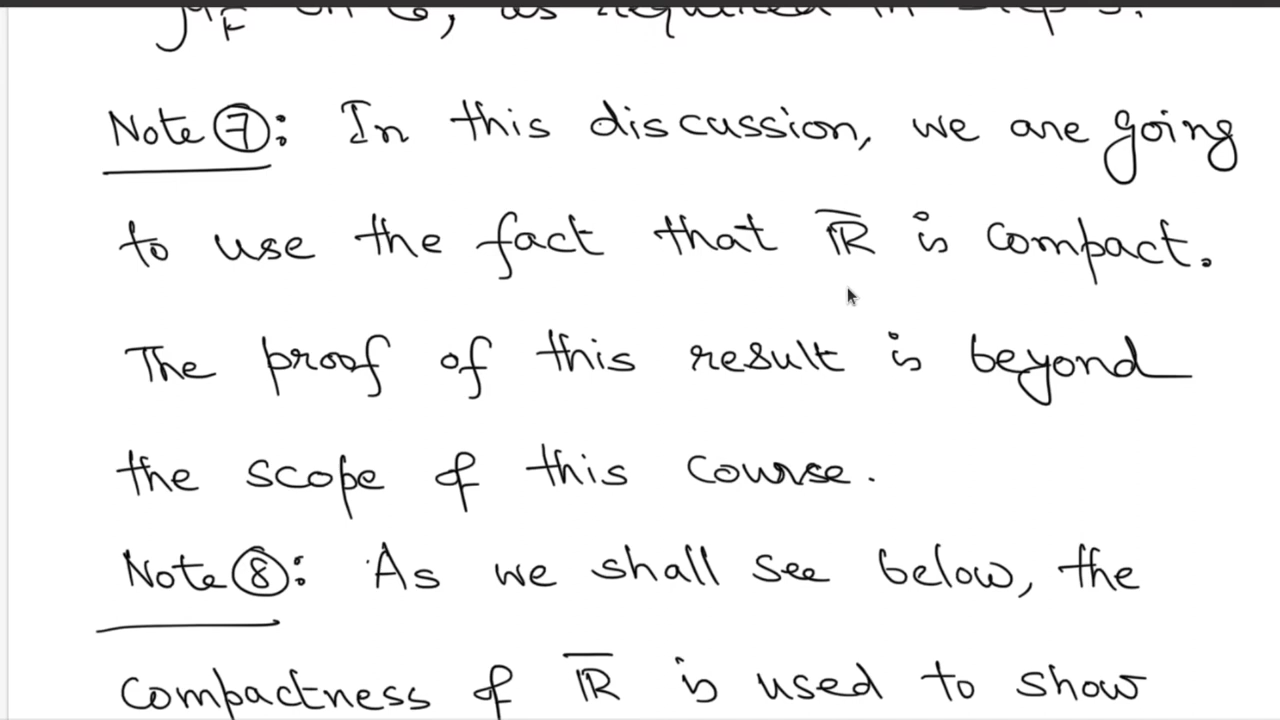 Note ⑦: In this discussion, we are going
to use the fact that R̅ is compact.
The proof of this result is beyond
the scope of this course.
Note ⑧: As we shall see below, the
compactness of R̅ is used to show